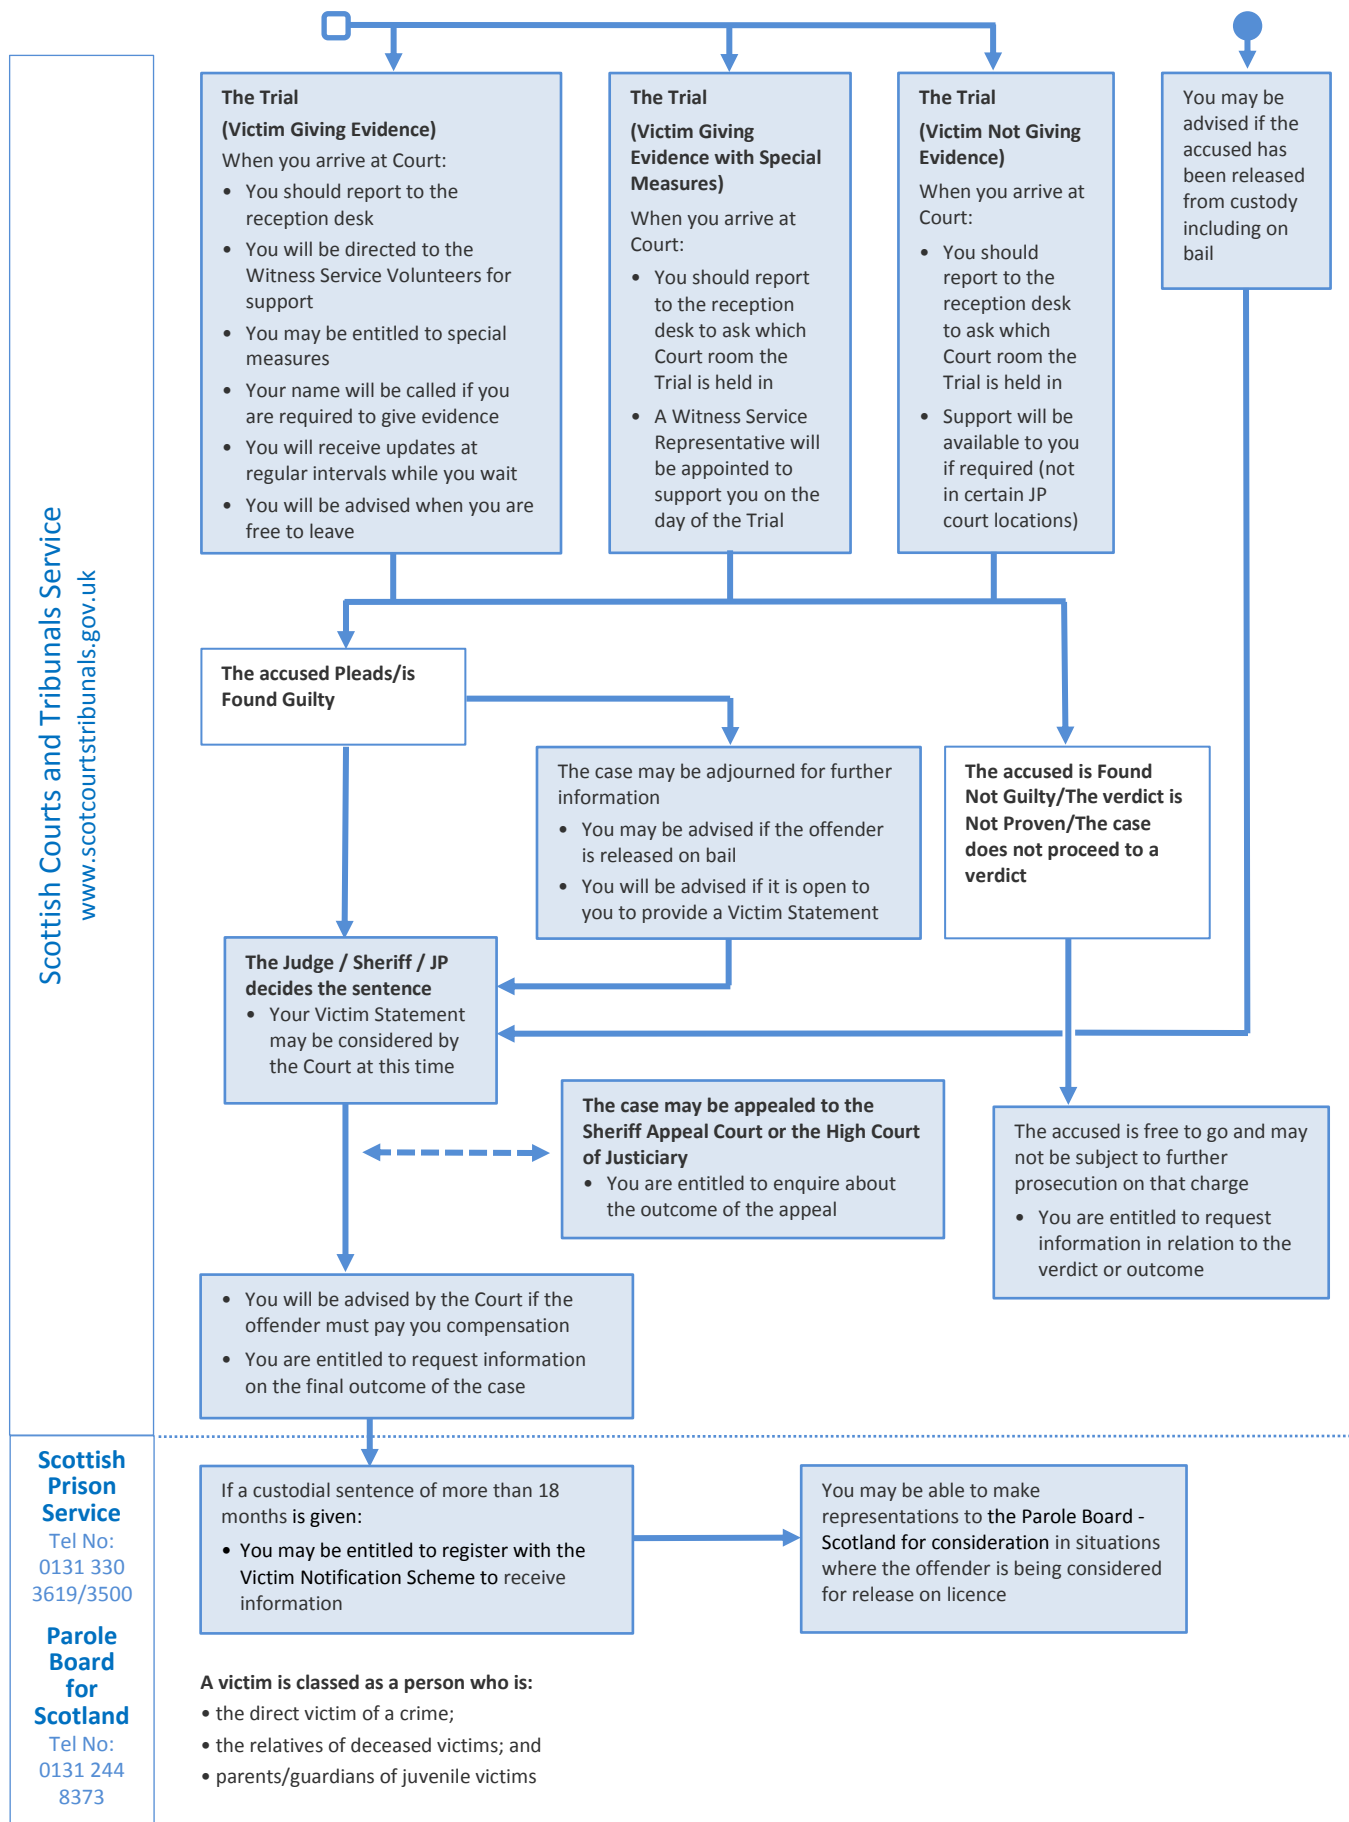 Scottish Courts and Tribunals Service
www.scotcourtstribunals.gov.uk
The Trial
(Victim Giving Evidence)
When you arrive at Court:
• You should report to the
reception desk
• You will be directed to the
Witness Service Volunteers for
support
• You may be entitled to special
measures
• Your name will be called if you
are required to give evidence
• You will receive updates at
regular intervals while you wait
• You will be advised when you are
free to leave
The Trial
(Victim Giving
Evidence with Special
Measures)
When you arrive at
Court:
• You should report
to the reception
desk to ask which
Court room the
Trial is held in
• A Witness Service
Representative will
be appointed to
support you on the
day of the Trial
The Trial
(Victim Not Giving
Evidence)
When you arrive at
Court:
• You should
report to the
reception desk
to ask which
Court room the
Trial is held in
• Support will be
available to you
if required (not
in certain JP
court locations)
You may be
advised if the
accused has
been released
from custody
including on
bail
The accused Pleads/is
Found Guilty
The case may be adjourned for further
information
• You may be advised if the offender
is released on bail
• You will be advised if it is open to
you to provide a Victim Statement
The accused is Found
Not Guilty/The verdict is
Not Proven/The case
does not proceed to a
verdict
The Judge / Sheriff / JP
decides the sentence
• Your Victim Statement
may be considered by
the Court at this time
The case may be appealed to the
Sheriff Appeal Court or the High Court
of Justiciary
• You are entitled to enquire about
the outcome of the appeal
The accused is free to go and may
not be subject to further
prosecution on that charge
• You are entitled to request
information in relation to the
verdict or outcome
• You will be advised by the Court if the
offender must pay you compensation
• You are entitled to request information
on the final outcome of the case
Scottish
Prison
Service
Tel No:
0131 330
3619/3500
Parole
Board
for
Scotland
Tel No:
0131 244
8373
If a custodial sentence of more than 18
months is given:
• You may be entitled to register with the
Victim Notification Scheme to receive
information
You may be able to make
representations to the Parole Board -
Scotland for consideration in situations
where the offender is being considered
for release on licence
A victim is classed as a person who is:
• the direct victim of a crime;
• the relatives of deceased victims; and
• parents/guardians of juvenile victims